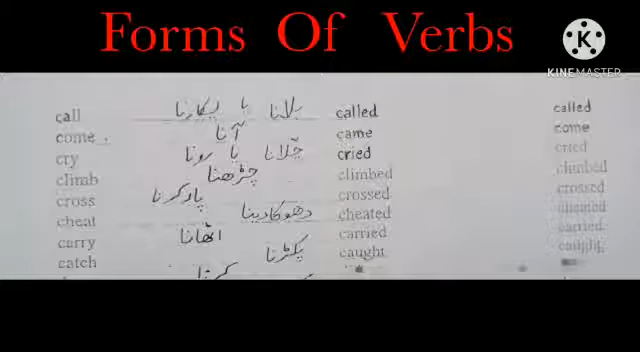 Forms Of Verbs
KINEMASTER
call بلانا یا پکارنا called called
come آنا came come
cry چلانا یا رونا cried cried
climb چڑھنا climbed climbed
cross پار کرنا crossed crossed
cheat دھوکا دینا cheated cheated
carry اٹھانا carried carried
catch پکڑنا caught caught